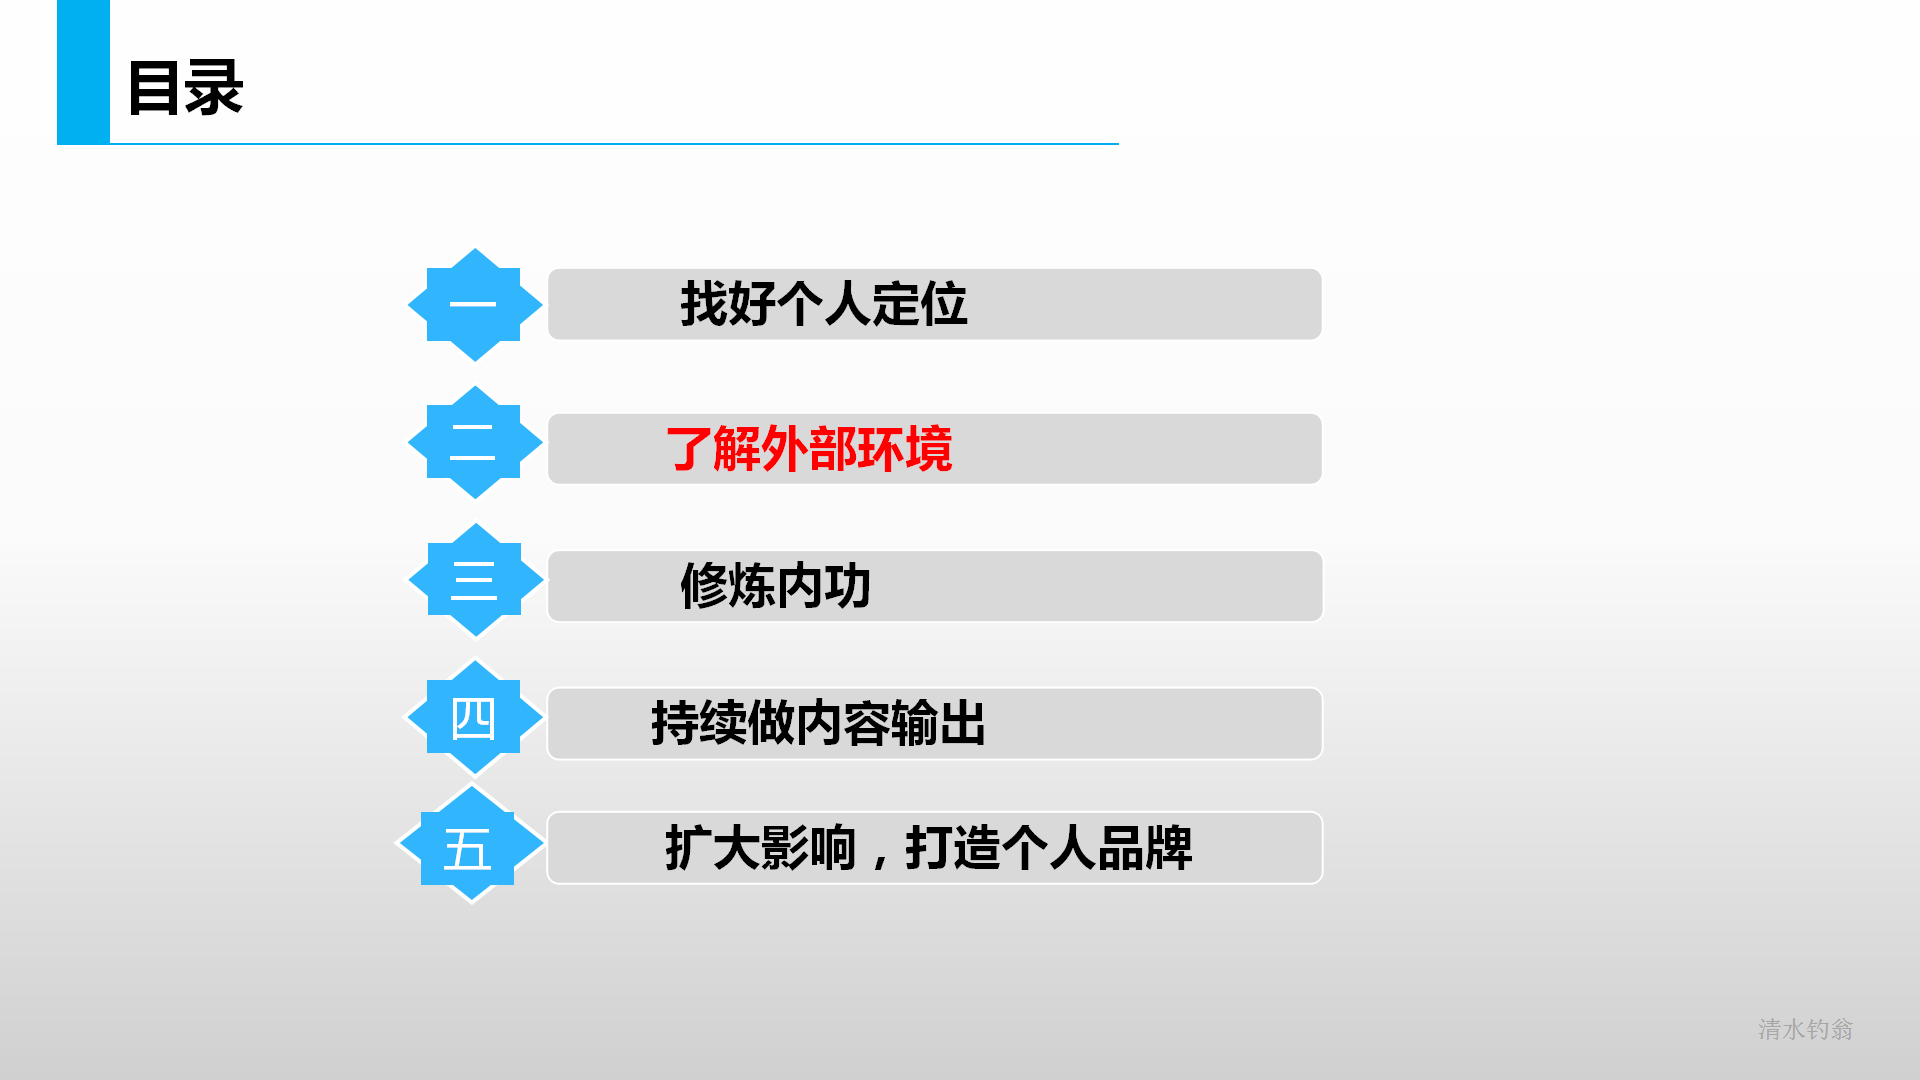 目录
一
找好个人定位
二
了解外部环境
三
修炼内功
四
持续做内容输出
五
扩大影响，打造个人品牌
清水钓翁